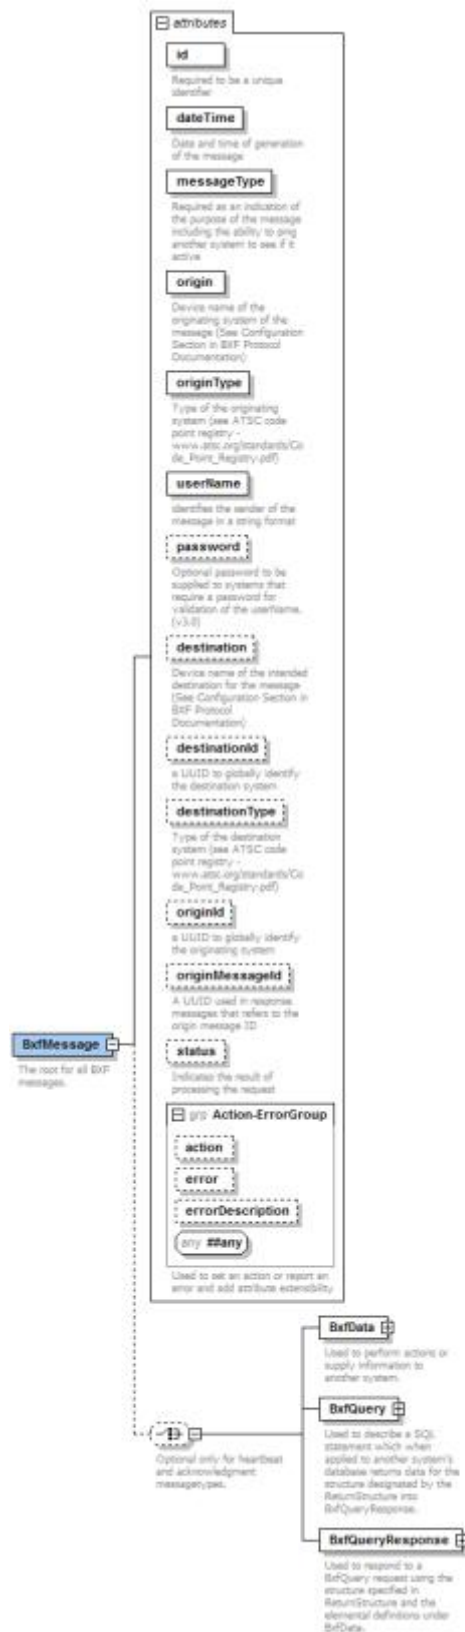 attributes
id
Required to be a unique
identifier
dateTime
Date and time of generation
of the message
messageType
Required as an indication of
the purpose of the message
including the ability to ping
another system to see if it
active
origin
Device name of the
originating system of the
message (See Configuration
Section in BXF Protocol
Documentation)
originType
Type of the originating
system (see ATSC code
point registry -
www.atsc.org/standards/Co
de_Point_Registry.pdf)
userName
identifies the sender of the
message in a string format
password
Optional password to be
supplied to systems that
require a password for
validation of the userName.
(v3.0)
destination
Device name of the intended
destination for the message
(See Configuration Section in
BXF Protocol
Documentation)
destinationId
a UUID to globally identify
the destination system
destinationType
Type of the destination
system (see ATSC code
point registry -
www.atsc.org/standards/Co
de_Point_Registry.pdf)
originId
a UUID to globally identify
the originating system
originMessageId
A UUID used in response
messages that refers to the
origin message ID
BxfMessage
The root for all BXF
messages.
status
Indicates the result of
processing the request
grp Action-ErrorGroup
action
error
errorDescription
any ##any
Used to set an action or report an
error and add attribute extensibility
Optional only for heartbeat
and acknowledgment
messagetypes.
BxfData
Used to perform actions or
supply information to
another system.
BxfQuery
Used to describe a SQL
statement which when
applied to another system's
database returns data for the
structure designated by the
ReturnStructure into
BxfQueryResponse.
BxfQueryResponse
Used to respond to a
BxfQuery request using the
structure specified in
ReturnStructure and the
elemental definitions under
BxfData.